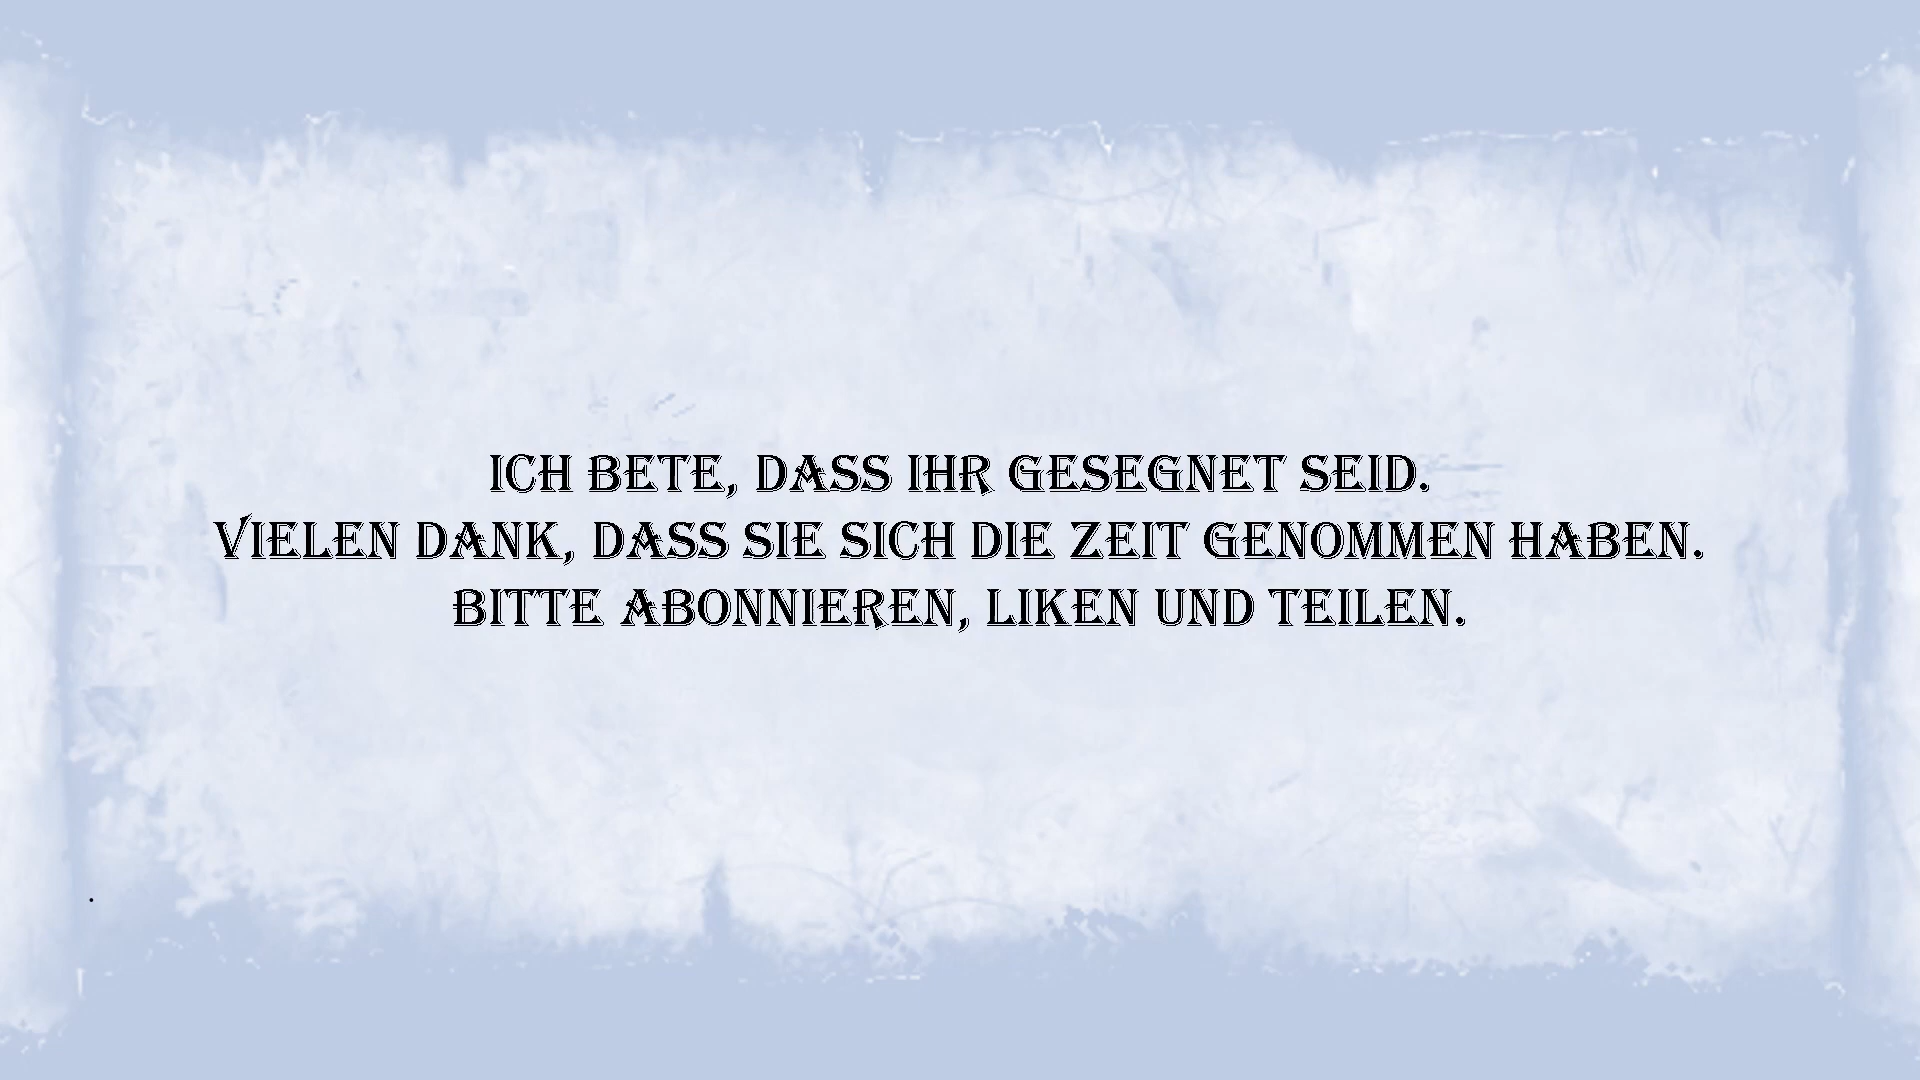 ICH BETE, DASS IHR GESEGNET SEID.
VIELEN DANK, DASS SIE SICH DIE ZEIT GENOMMEN HABEN.
BITTE ABONNIEREN, LIKEN UND TEILEN.
.